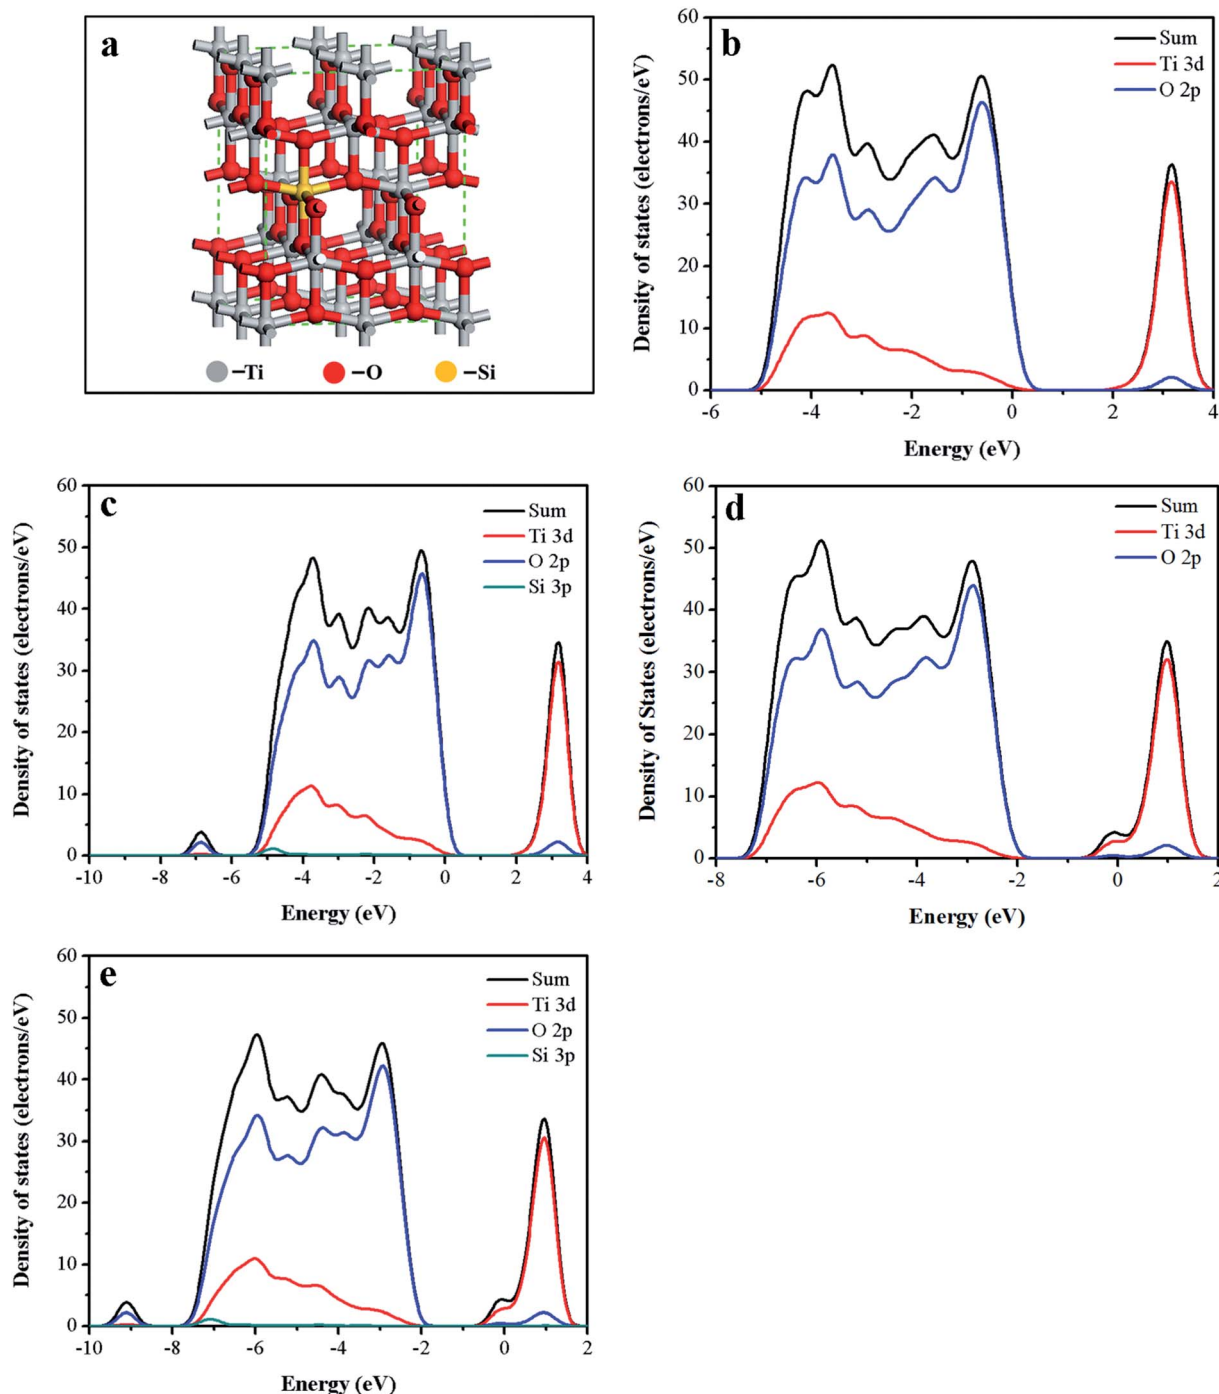 a
–Ti –O –Si
b
Sum
Ti 3d
O 2p
60
50
40
30
20
10
0
-6 -4 -2 0 2 4
Density of states (electrons/eV)
Energy (eV)
c
Sum
Ti 3d
O 2p
Si 3p
60
50
40
30
20
10
0
-10 -8 -6 -4 -2 0 2 4
Density of states (electrons/eV)
Energy (eV)
d
Sum
Ti 3d
O 2p
60
50
40
30
20
10
0
-8 -6 -4 -2 0 2
Density of States (electrons/eV)
Energy (eV)
e
Sum
Ti 3d
O 2p
Si 3p
60
50
40
30
20
10
0
-10 -8 -6 -4 -2 0 2
Density of states (electrons/eV)
Energy (eV)